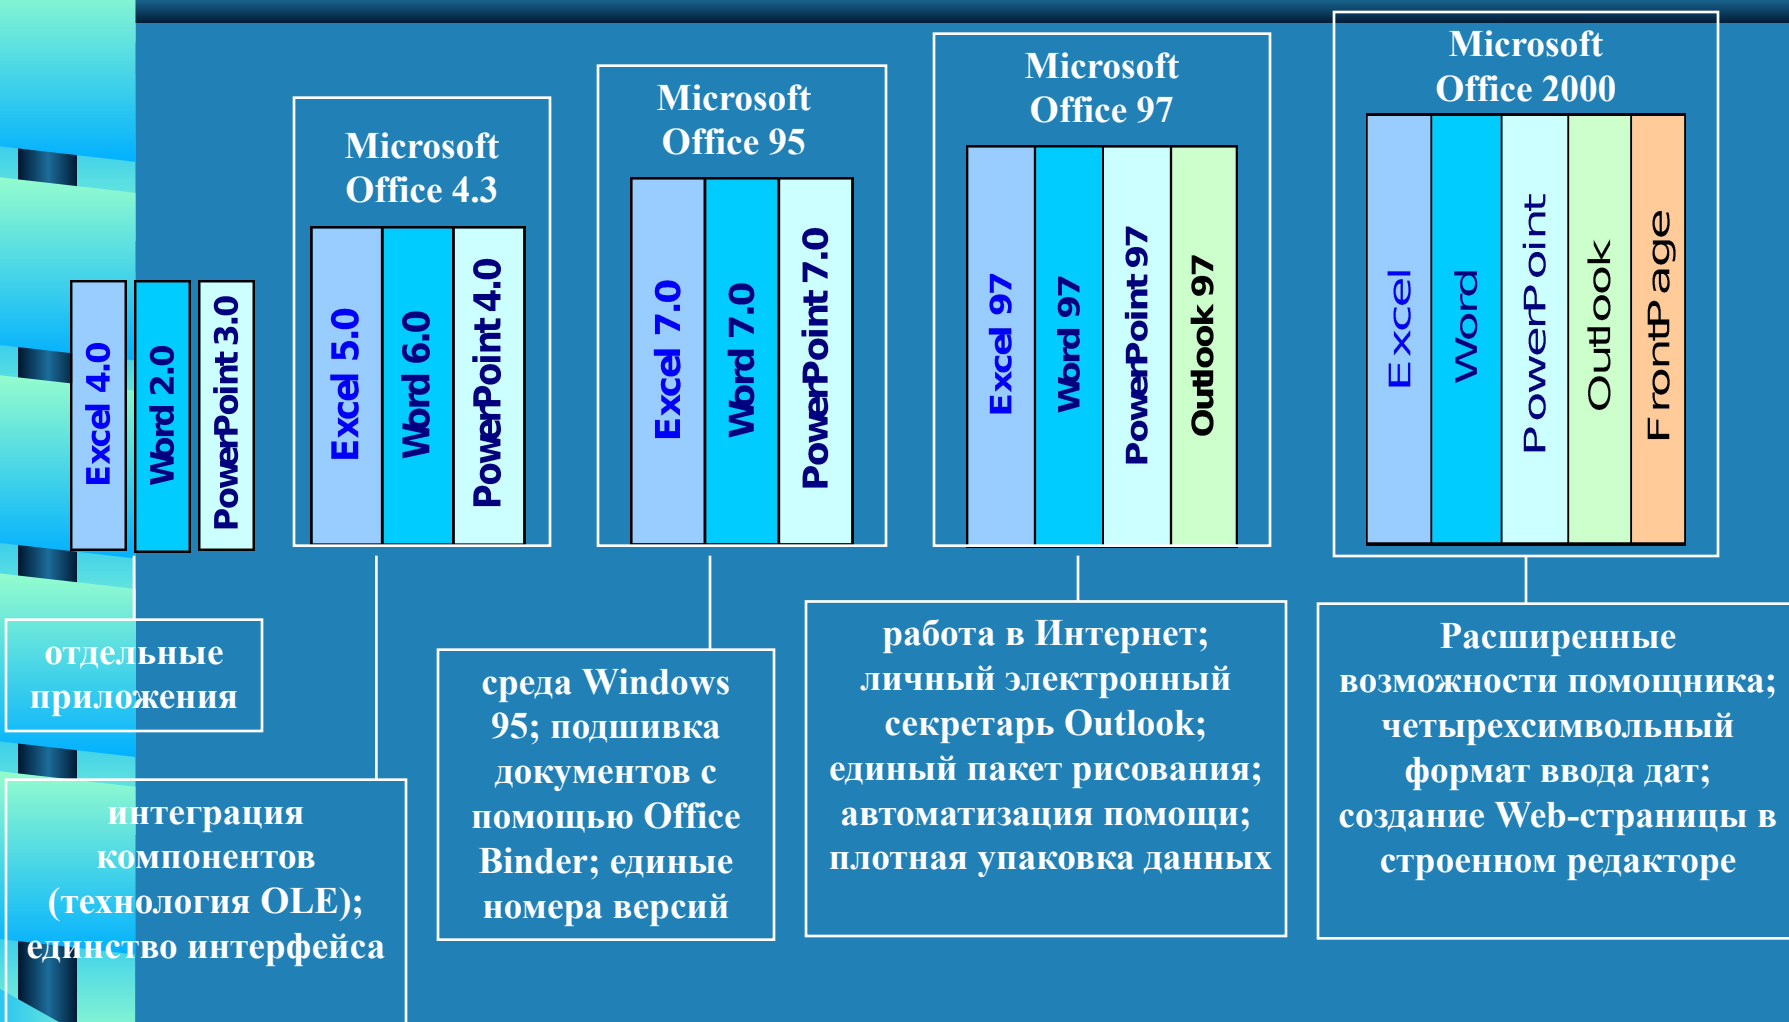 Excel 4.0
Word 2.0
PowerPoint 3.0
отдельные
приложения
Microsoft
Office 4.3
Excel 5.0
Word 6.0
PowerPoint 4.0
интеграция
компонентов
(технология OLE);
единство интерфейса
Microsoft
Office 95
Excel 7.0
Word 7.0
PowerPoint 7.0
среда Windows
95; подшивка
документов с
помощью Office
Binder; единые
номера версий
Microsoft
Office 97
Excel 97
Word 97
PowerPoint 97
Outlook 97
работа в Интернет;
личный электронный
секретарь Outlook;
единый пакет рисования;
автоматизация помощи;
плотная упаковка данных
Microsoft
Office 2000
Excel
Word
PowerPoint
Outlook
FrontPage
Расширенные
возможности помощника;
четырехсимвольный
формат ввода дат;
создание Web-страницы в
строенном редакторе